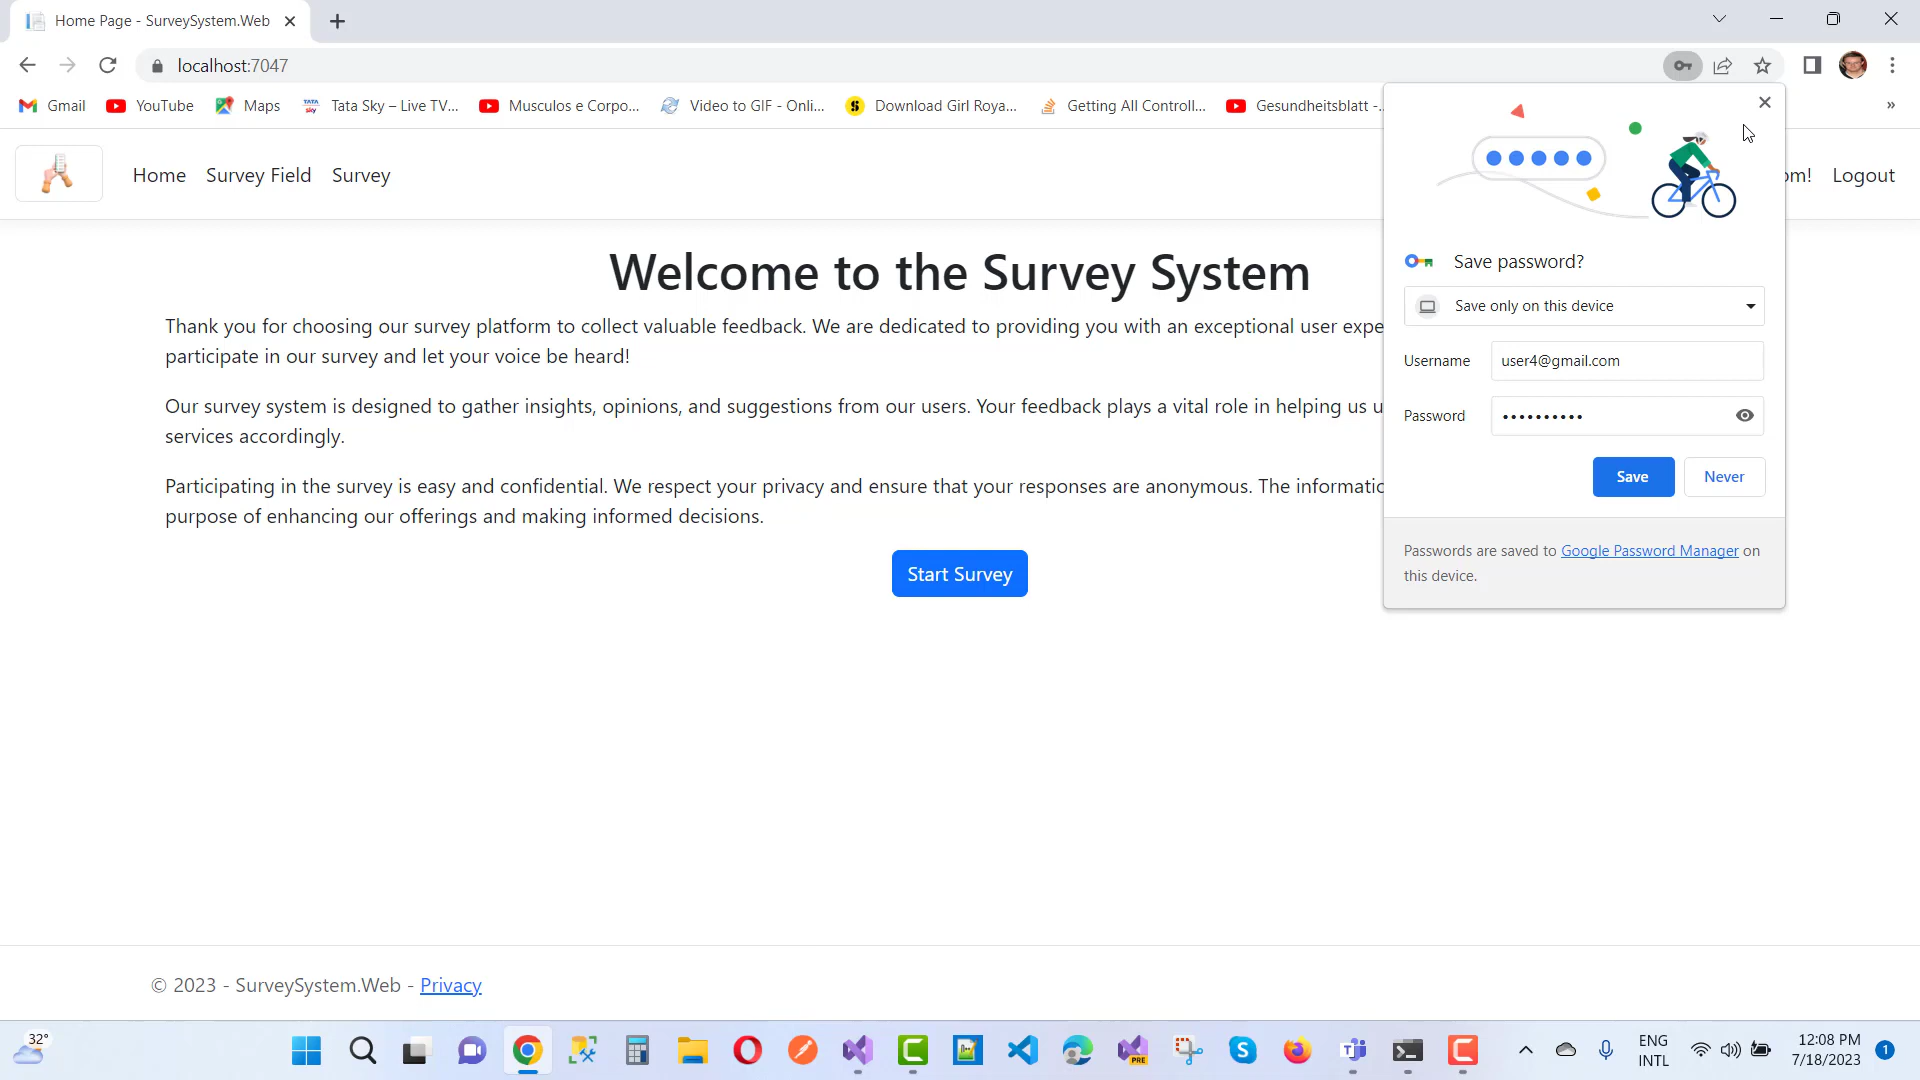 Home Page - SurveySystem.Web
localhost:7047
Gmail YouTube Maps Tata Sky – Live TV... Musculos e Corpo... Video to GIF - Onli... Download Girl Roya... Getting All Controll... Gesundheitsblatt -... »
Home Survey Field Survey om! Logout
Welcome to the Survey System
Thank you for choosing our survey platform to collect valuable feedback. We are dedicated to providing you with an exceptional user expe
participate in our survey and let your voice be heard!
Our survey system is designed to gather insights, opinions, and suggestions from our users. Your feedback plays a vital role in helping us u
services accordingly.
Participating in the survey is easy and confidential. We respect your privacy and ensure that your responses are anonymous. The informatio
purpose of enhancing our offerings and making informed decisions.
Start Survey
Save password?
Save only on this device
Username user4@gmail.com
Password ••••••••••
Save Never
Passwords are saved to Google Password Manager on
this device.
© 2023 - SurveySystem.Web - Privacy
32°
PRE
ENG
INTL
12:08 PM
7/18/2023
1